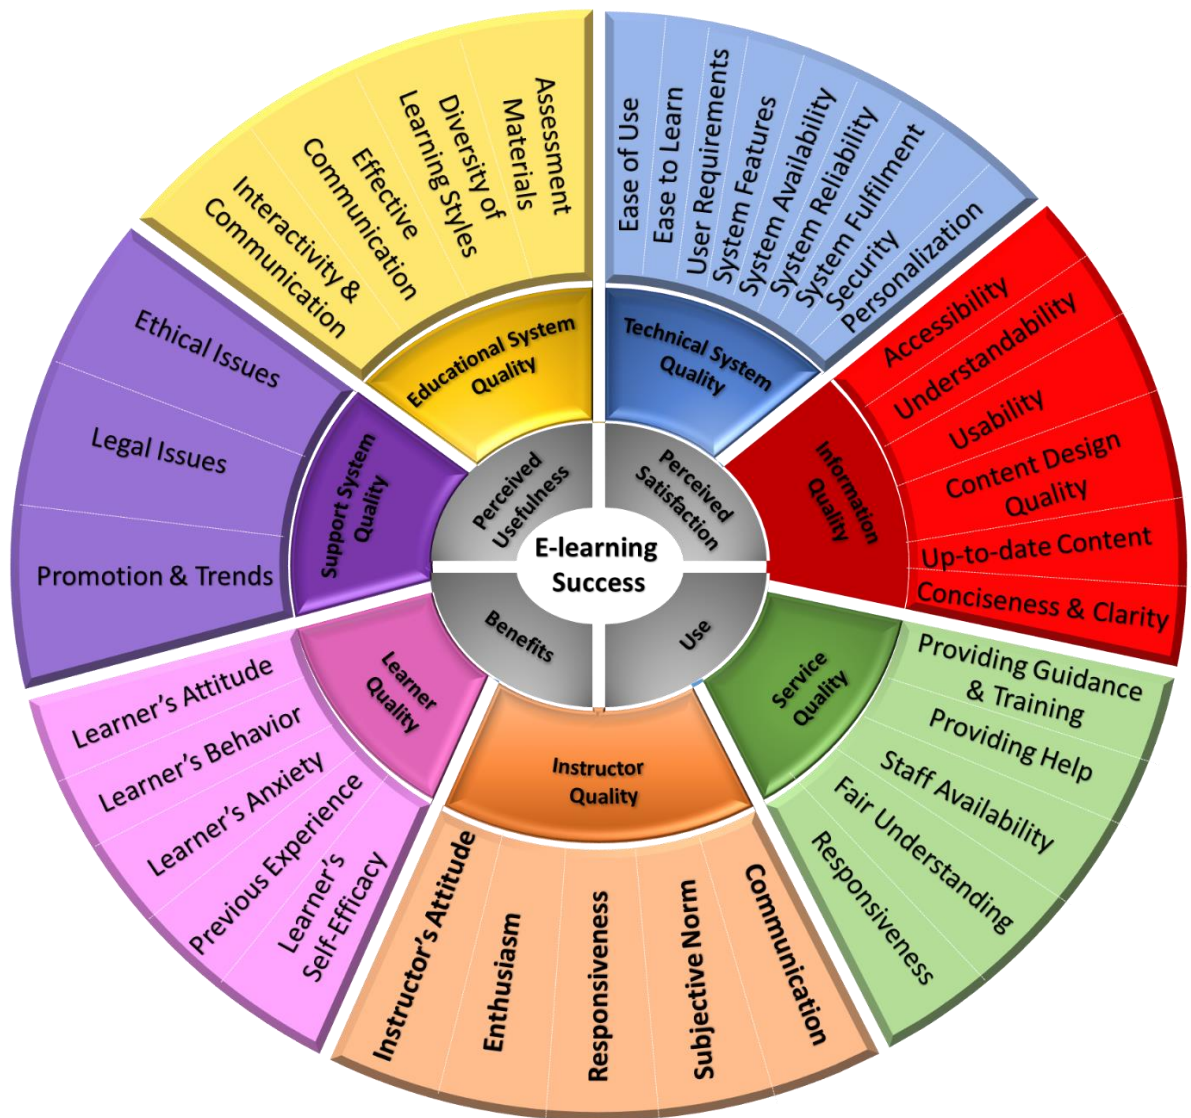 E-learning
Success
Perceived
Usefulness
Perceived
Satisfaction
Use
Benefits
Educational System
Quality
Interactivity &
Communication
Effective
Communication
Diversity of
Learning Styles
Assessment
Materials
Technical System
Quality
Ease of Use
Ease to Learn
User Requirements
System Features
System Availability
System Reliability
System Fulfilment
Security
Personalization
Information
Quality
Accessibility
Understandability
Usability
Content Design
Quality
Up-to-date Content
Conciseness & Clarity
Service
Quality
Providing Guidance
& Training
Providing Help
Staff Availability
Fair Understanding
Responsiveness
Instructor
Quality
Instructor's Attitude
Enthusiasm
Responsiveness
Subjective Norm
Communication
Learner
Quality
Learner's Attitude
Learner's Behavior
Learner's Anxiety
Previous Experience
Learner's
Self-Efficacy
Support System
Quality
Ethical Issues
Legal Issues
Promotion & Trends